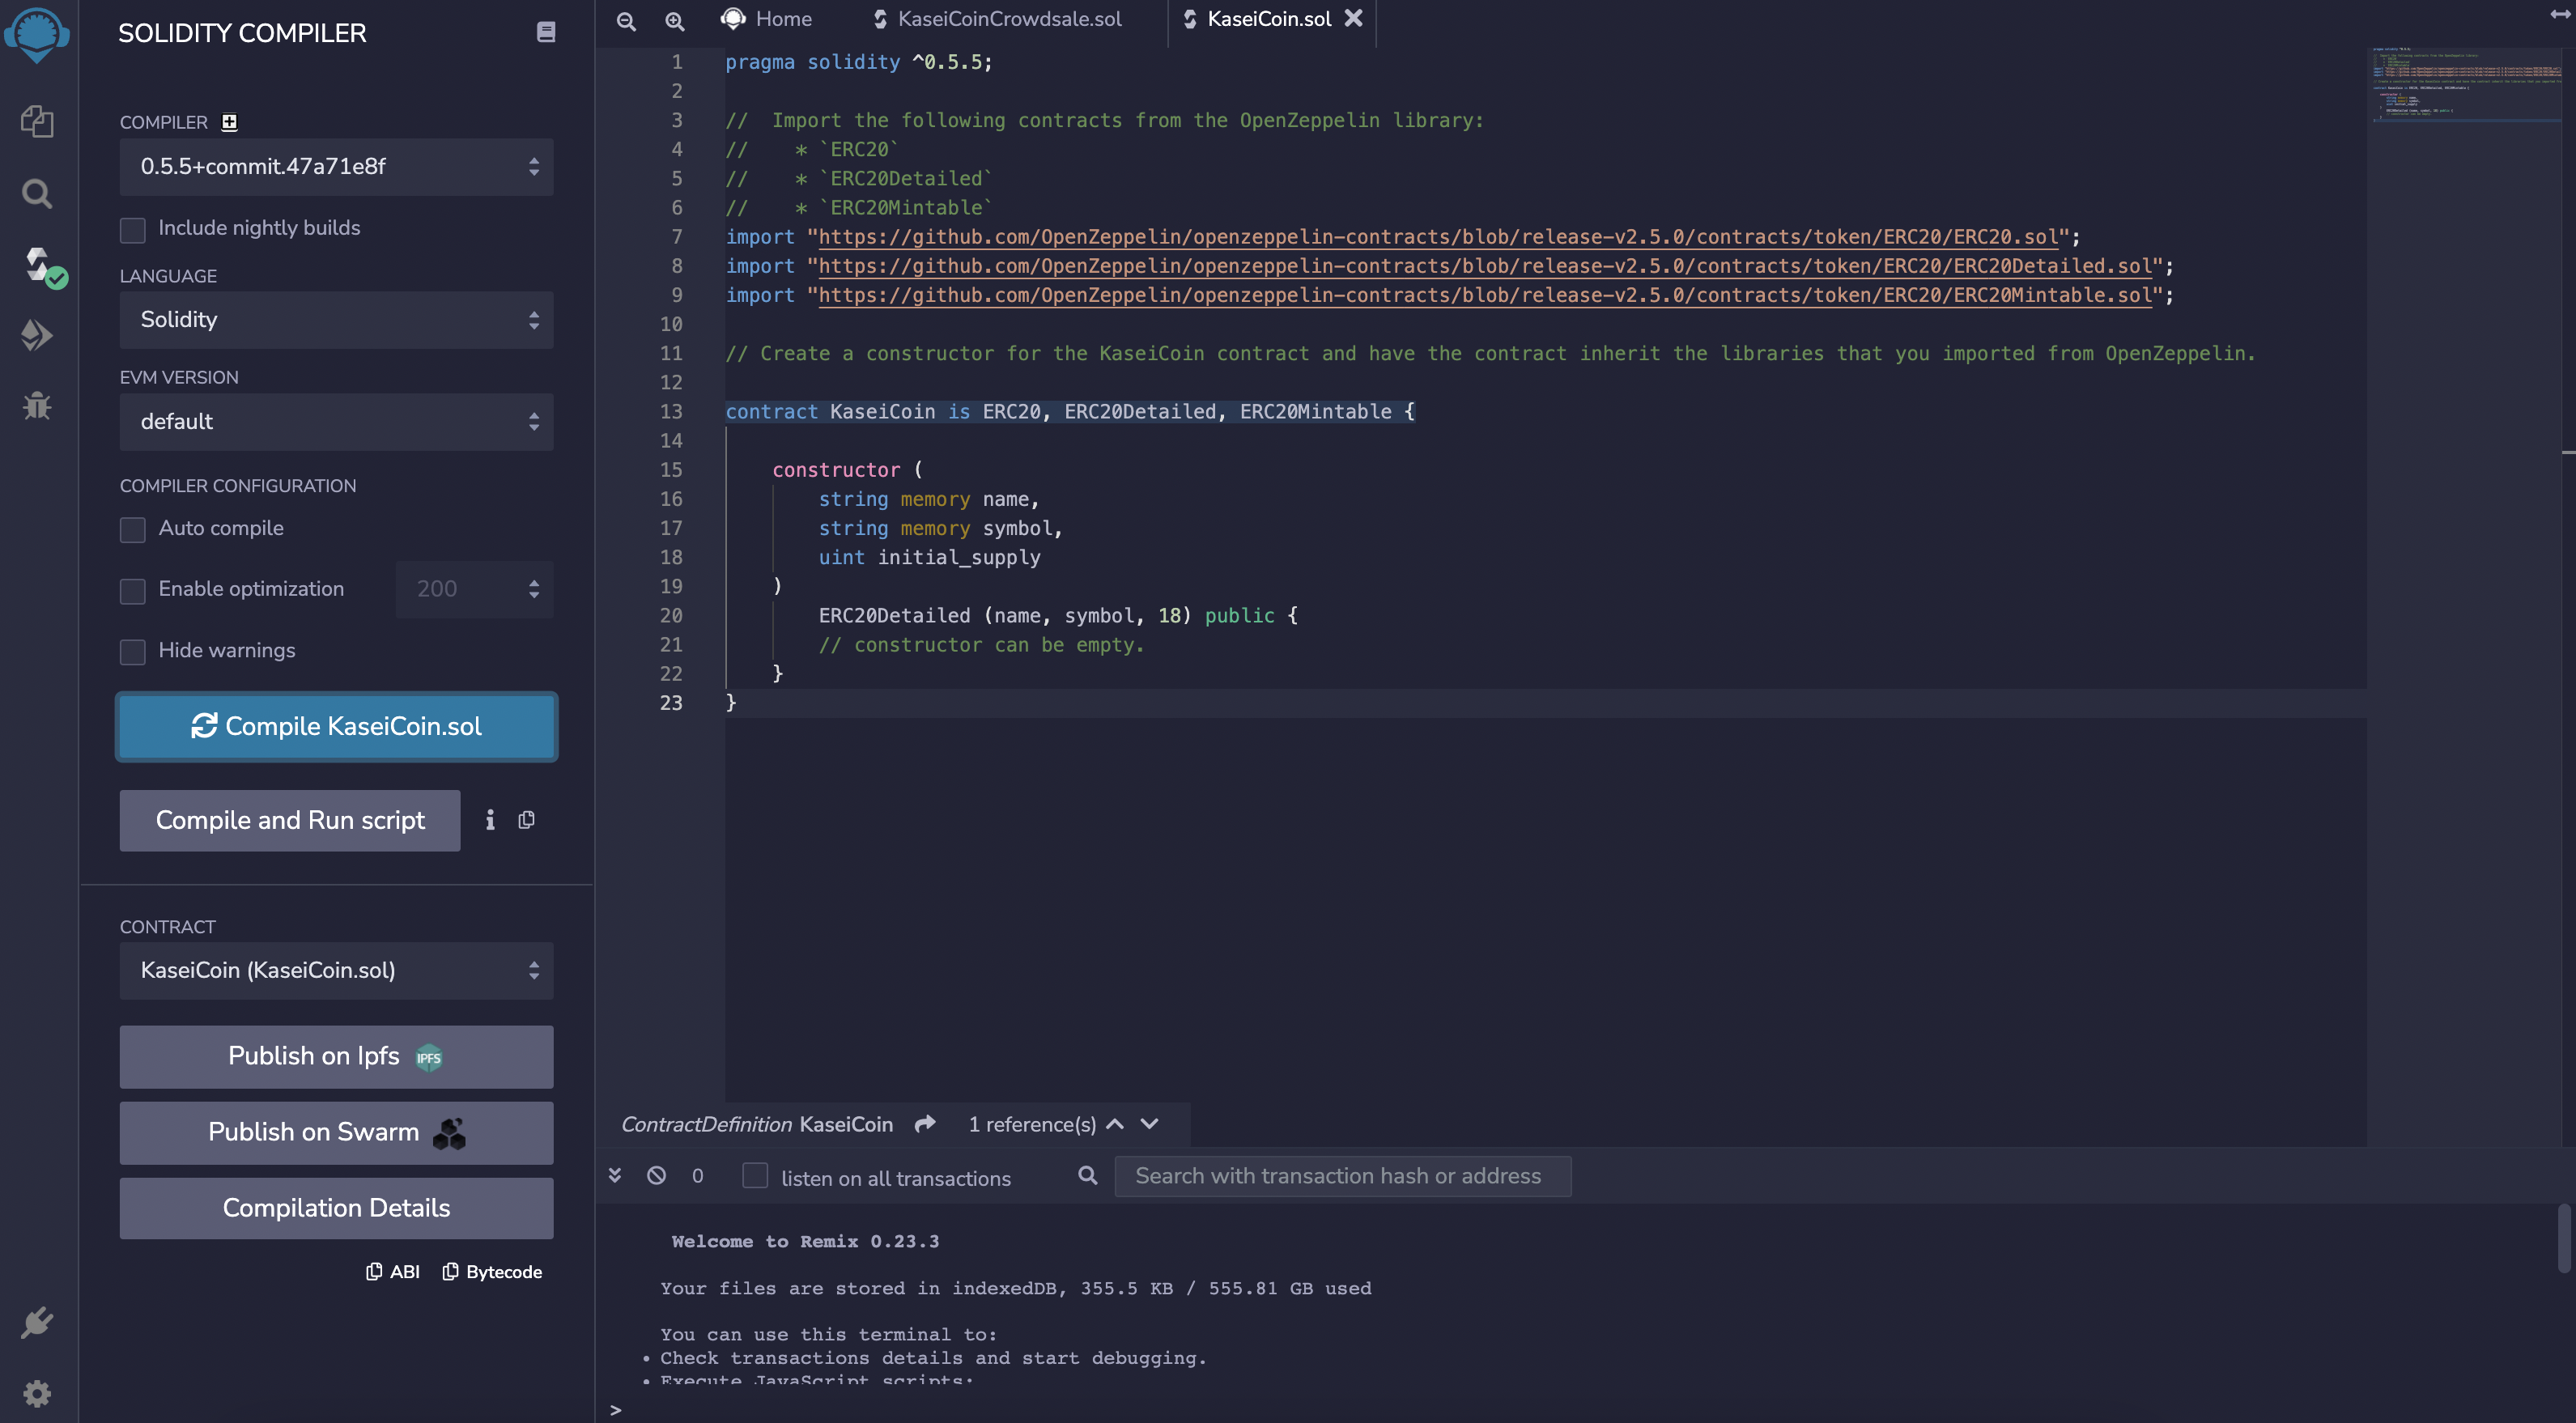 SOLIDITY COMPILER
COMPILER
0.5.5+commit.47a71e8f
Include nightly builds
LANGUAGE
Solidity
EVM VERSION
default
COMPILER CONFIGURATION
Auto compile
Enable optimization
200
Hide warnings
Compile KaseiCoin.sol
Compile and Run script
CONTRACT
KaseiCoin (KaseiCoin.sol)
Publish on Ipfs
IPFS
Publish on Swarm
Compilation Details
ABI
Bytecode
Home
KaseiCoinCrowdsale.sol
KaseiCoin.sol
1 pragma solidity ^0.5.5;
2
3 //  Import the following contracts from the OpenZeppelin library:
4 //    * `ERC20`
5 //    * `ERC20Detailed`
6 //    * `ERC20Mintable`
7 import "https://github.com/OpenZeppelin/openzeppelin-contracts/blob/release-v2.5.0/contracts/token/ERC20/ERC20.sol";
8 import "https://github.com/OpenZeppelin/openzeppelin-contracts/blob/release-v2.5.0/contracts/token/ERC20/ERC20Detailed.sol";
9 import "https://github.com/OpenZeppelin/openzeppelin-contracts/blob/release-v2.5.0/contracts/token/ERC20/ERC20Mintable.sol";
10
11 // Create a constructor for the KaseiCoin contract and have the contract inherit the libraries that you imported from OpenZeppelin.
12
13 contract KaseiCoin is ERC20, ERC20Detailed, ERC20Mintable {
14
15     constructor (
16         string memory name,
17         string memory symbol,
18         uint initial_supply
19     )
20         ERC20Detailed (name, symbol, 18) public {
21         // constructor can be empty.
22     }
23 }
ContractDefinition KaseiCoin 1 reference(s)
0 listen on all transactions
Search with transaction hash or address
Welcome to Remix 0.23.3
Your files are stored in indexedDB, 355.5 KB / 555.81 GB used
You can use this terminal to:
• Check transactions details and start debugging.
• Execute JavaScript scripts:
>